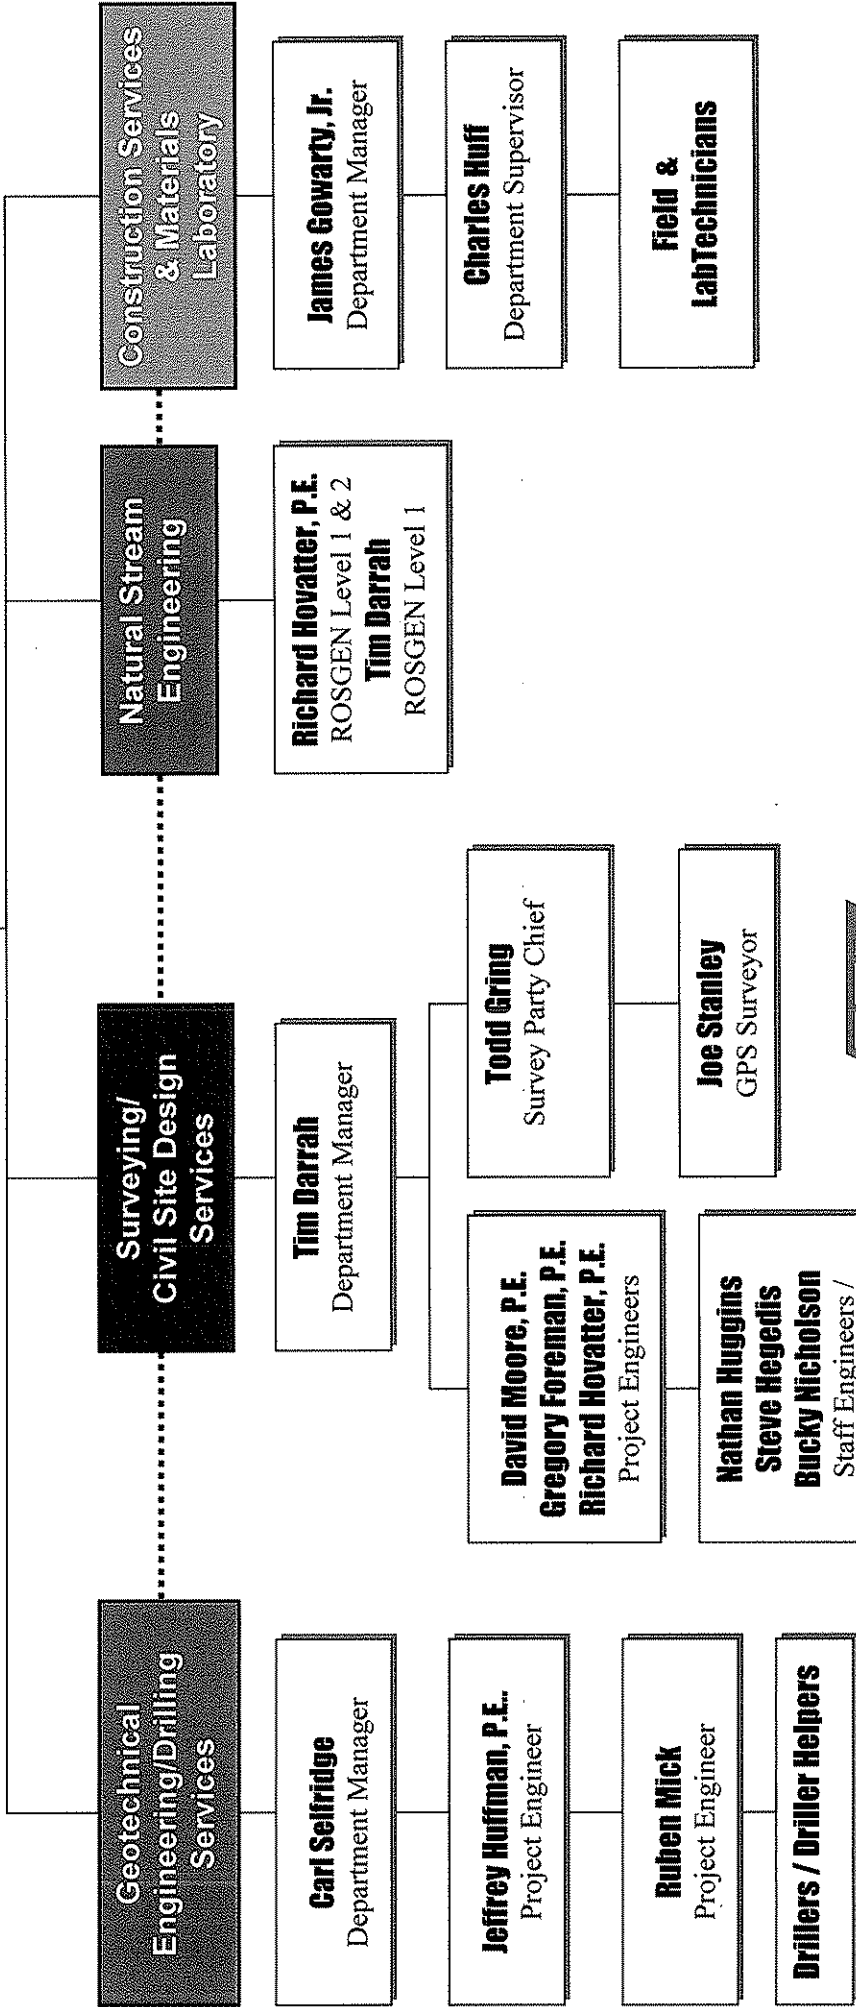 Geotechnical
Engineering/Drilling
Services
Carl Selfridge
Department Manager
Jeffrey Huffman, P.E..
Project Engineer
Ruben Mick
Project Engineer
Drillers / Driller Helpers
Surveying/
Civil Site Design
Services
Tim Darrah
Department Manager
David Moore, P.E.
Gregory Foreman, P.E.
Richard Hovatter, P.E.
Project Engineers
Nathan Huggins
Steve Hegedis
Bucky Nicholson
Staff Engineers /
Todd Gring
Survey Party Chief
Joe Stanley
GPS Surveyor
Natural Stream
Engineering
Richard Hovatter, P.E.
ROSGEN Level 1 & 2
Tim Darrah
ROSGEN Level 1
Construction Services
& Materials
Laboratory
James Gowarty, Jr.
Department Manager
Charles Huff
Department Supervisor
Field &
LabTechnicians